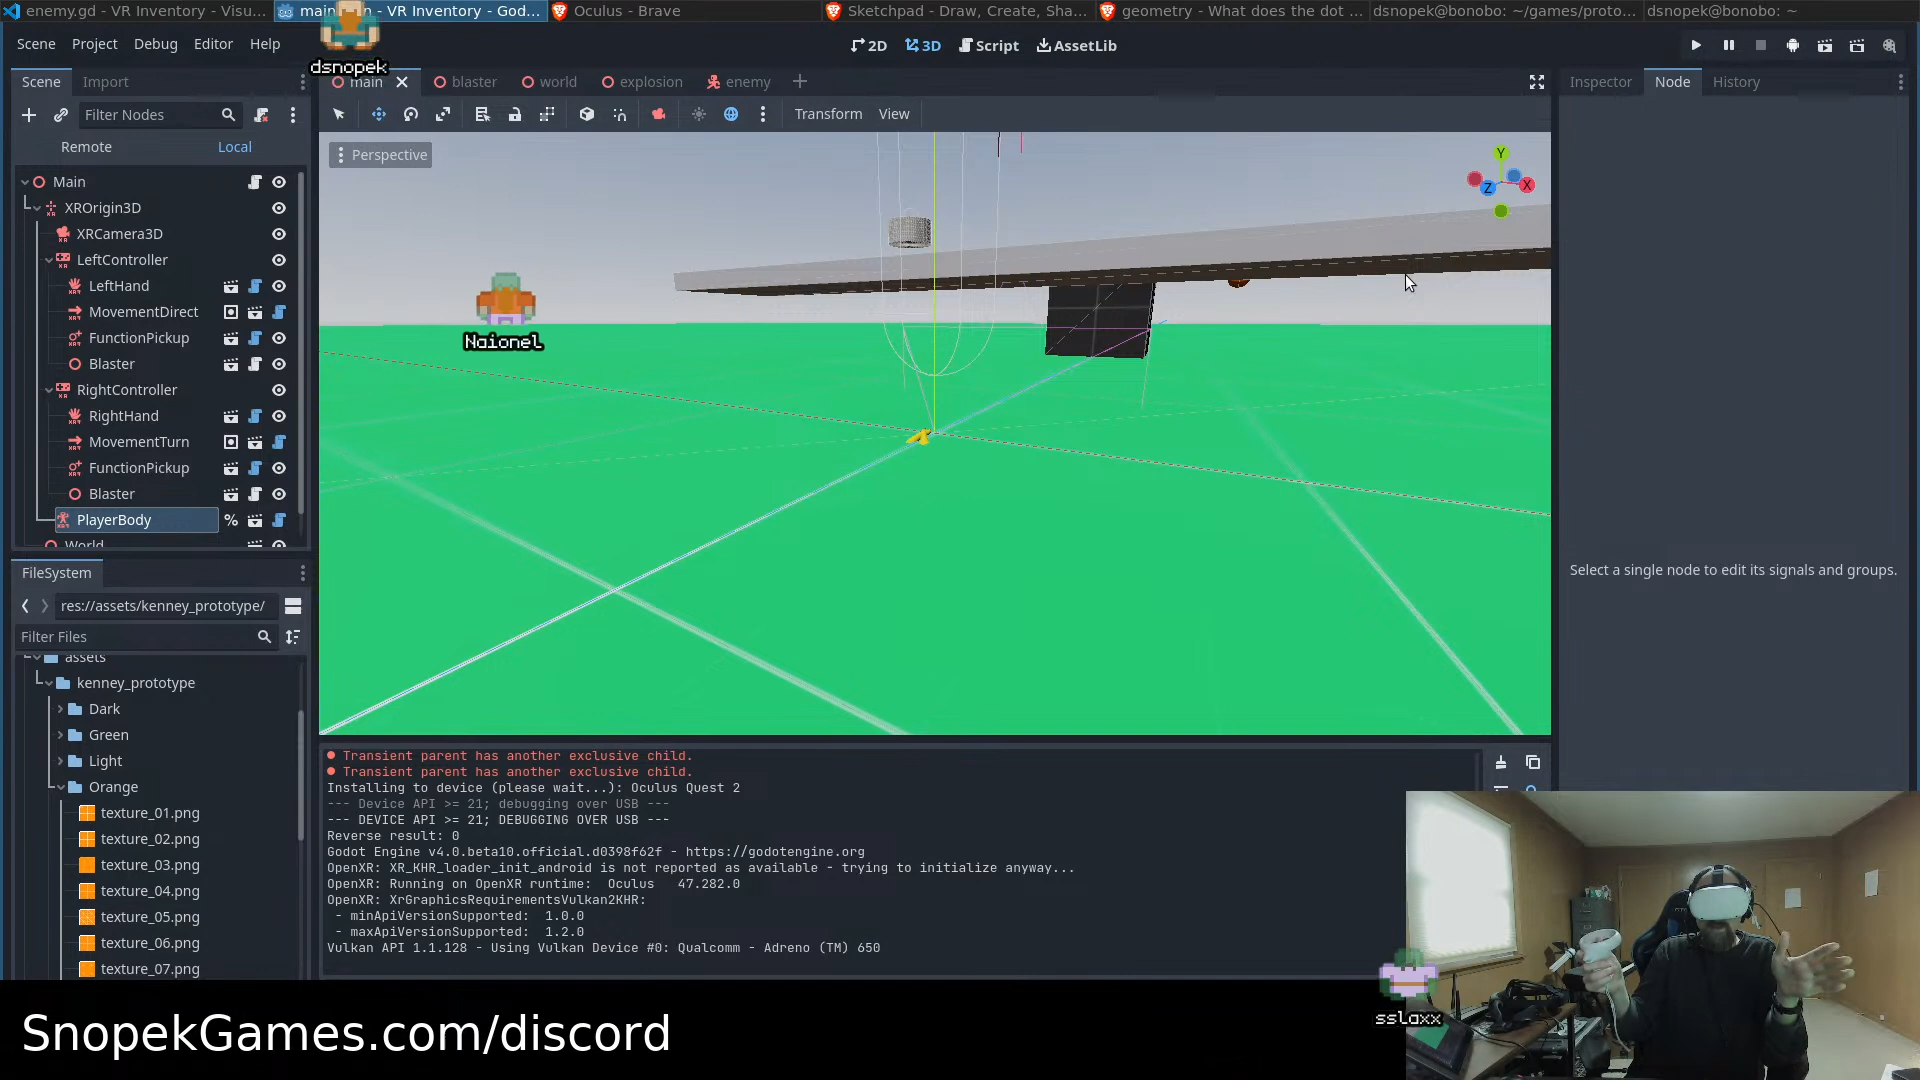 enemy.gd - VR Inventory - Visu...
main - VR Inventory - God...
Oculus - Brave
Sketchpad - Draw, Create, Sha...
geometry - What does the dot ...
dsnopek@bonobo: ~/games/proto...
dsnopek@bonobo: ~
Scene Project Debug Editor Help
dsnopek
2D 3D Script AssetLib
Scene Import
main blaster world explosion enemy
Inspector Node History
Filter Nodes
Transform View
Remote Local
Perspective
Y
Z X
Main
XROrigin3D
XRCamera3D
LeftController
LeftHand
MovementDirect
FunctionPickup
Blaster
RightController
RightHand
MovementTurn
FunctionPickup
Blaster
PlayerBody %
World
Naionel
Select a single node to edit its signals and groups.
FileSystem
res://assets/kenney_prototype/
Filter Files
assets
kenney_prototype
Dark
Green
Light
Orange
texture_01.png
texture_02.png
texture_03.png
texture_04.png
texture_05.png
texture_06.png
texture_07.png
Transient parent has another exclusive child.
Transient parent has another exclusive child.
Installing to device (please wait...): Oculus Quest 2
--- Device API >= 21; debugging over USB ---
--- DEVICE API >= 21; DEBUGGING OVER USB ---
Reverse result: 0
Godot Engine v4.0.beta10.official.d0398f62f - https://godotengine.org
OpenXR: XR_KHR_loader_init_android is not reported as available - trying to initialize anyway...
OpenXR: Running on OpenXR runtime:  Oculus   47.282.0
OpenXR: XrGraphicsRequirementsVulkan2KHR:
 - minApiVersionSupported:  1.0.0
 - maxApiVersionSupported:  1.2.0
Vulkan API 1.1.128 - Using Vulkan Device #0: Qualcomm - Adreno (TM) 650
sslaxx
SnopekGames.com/discord